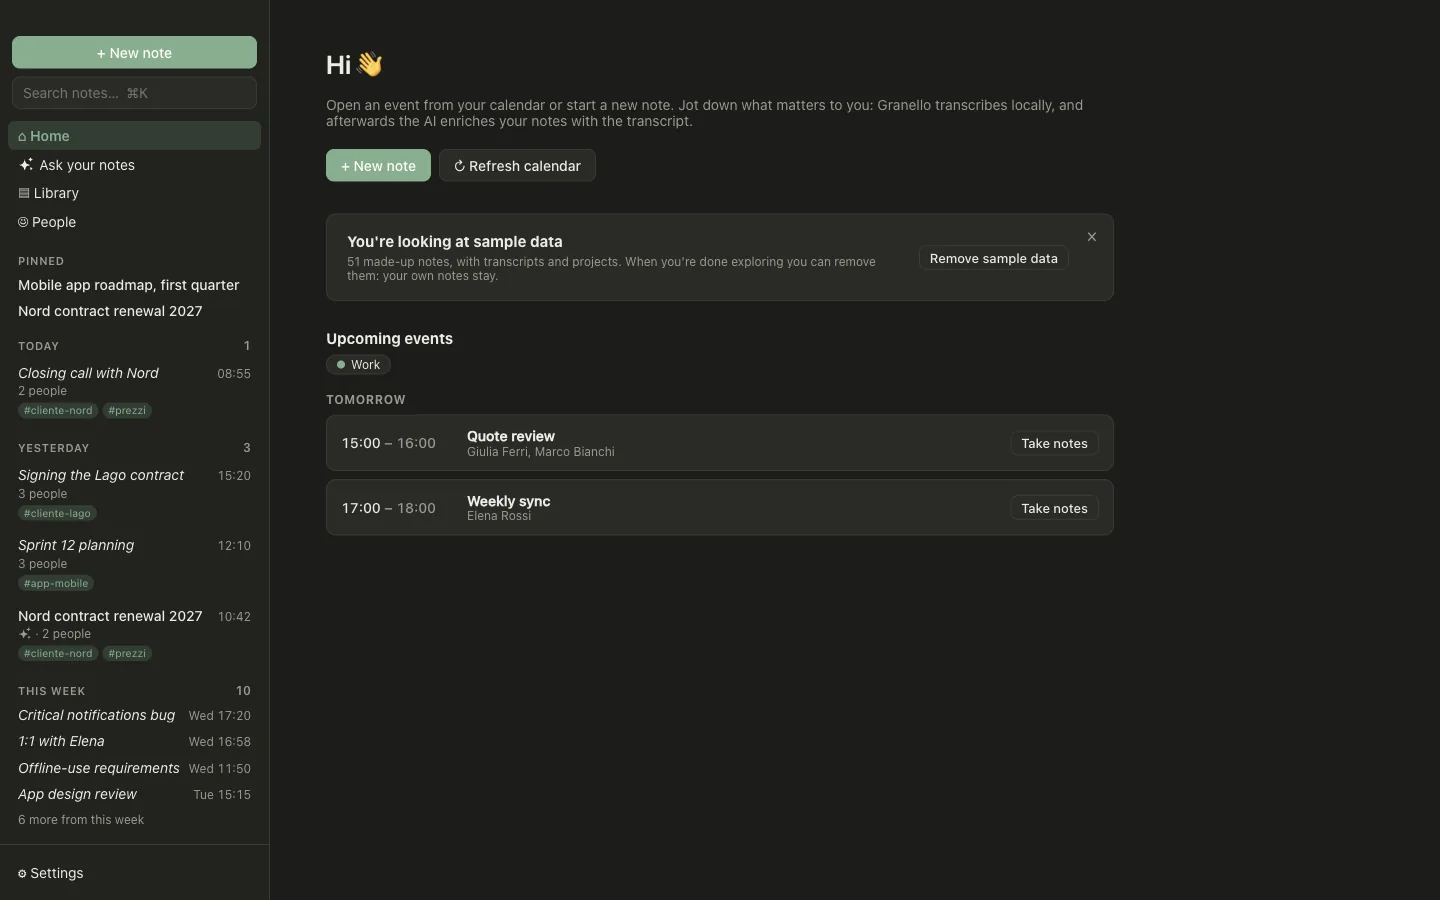 + New note
Search notes... ⌘K
Home
Ask your notes
Library
People
PINNED
Mobile app roadmap, first quarter
Nord contract renewal 2027
TODAY 1
Closing call with Nord 08:55
2 people
#cliente-nord #prezzi
YESTERDAY 3
Signing the Lago contract 15:20
3 people
#cliente-lago
Sprint 12 planning 12:10
3 people
#app-mobile
Nord contract renewal 2027 10:42
· 2 people
#cliente-nord #prezzi
THIS WEEK 10
Critical notifications bug Wed 17:20
1:1 with Elena Wed 16:58
Offline-use requirements Wed 11:50
App design review Tue 15:15
6 more from this week
Settings
Hi 👋
Open an event from your calendar or start a new note. Jot down what matters to you: Granello transcribes locally, and
afterwards the AI enriches your notes with the transcript.
+ New note
↻ Refresh calendar
You're looking at sample data
51 made-up notes, with transcripts and projects. When you're done exploring you can remove
them: your own notes stay.
Remove sample data
×
Upcoming events
Work
TOMORROW
15:00 – 16:00
Quote review
Giulia Ferri, Marco Bianchi
Take notes
17:00 – 18:00
Weekly sync
Elena Rossi
Take notes